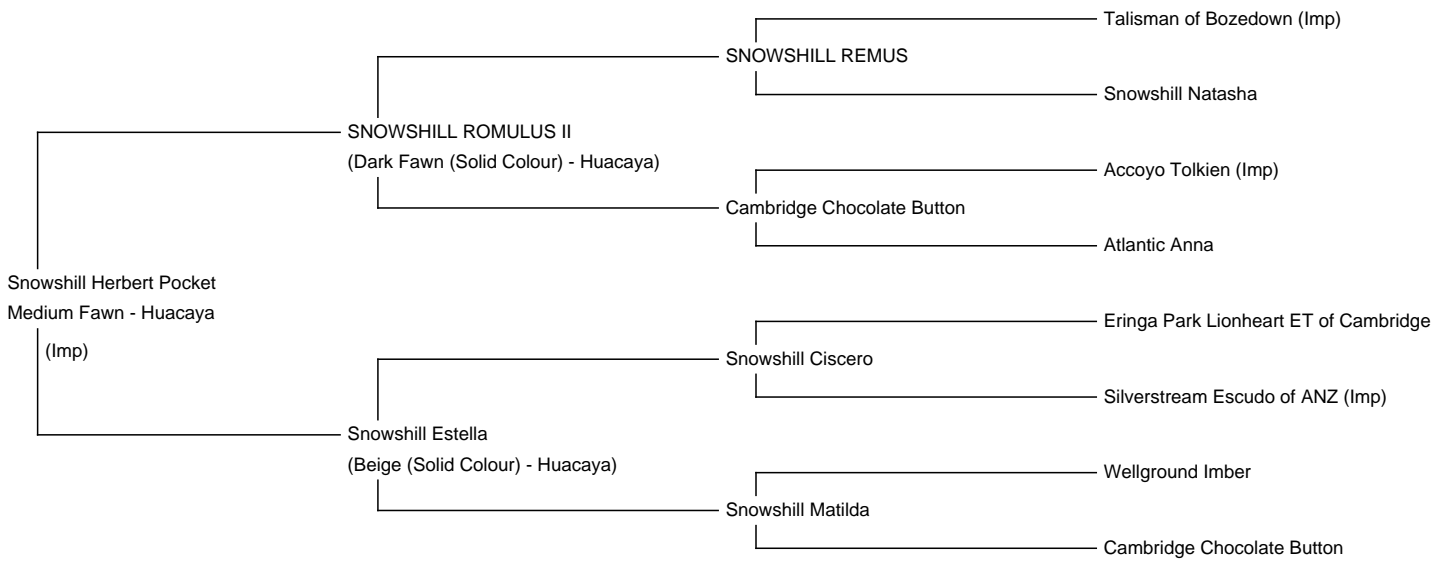 Talisman of Bozedown (Imp)
SNOWSHILL REMUS
Snowshill Natasha
SNOWSHILL ROMULUS II
(Dark Fawn (Solid Colour) - Huacaya)
Accoyo Tolkien (Imp)
Cambridge Chocolate Button
Atlantic Anna
Snowshill Herbert Pocket
Medium Fawn - Huacaya
(Imp)
Eringa Park Lionheart ET of Cambridge
Snowshill Ciscero
Silverstream Escudo of ANZ (Imp)
Snowshill Estella
(Beige (Solid Colour) - Huacaya)
Wellground Imber
Snowshill Matilda
Cambridge Chocolate Button